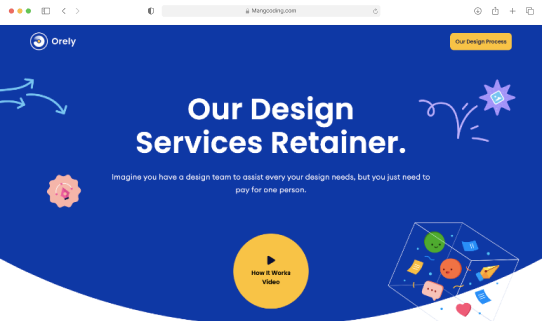 Mangcoding.com
Orely
Our Design Process
Our Design
Services Retainer.
Imagine you have a design team to assist every your design needs, but you just need to
pay for one person.
How It Works
Video